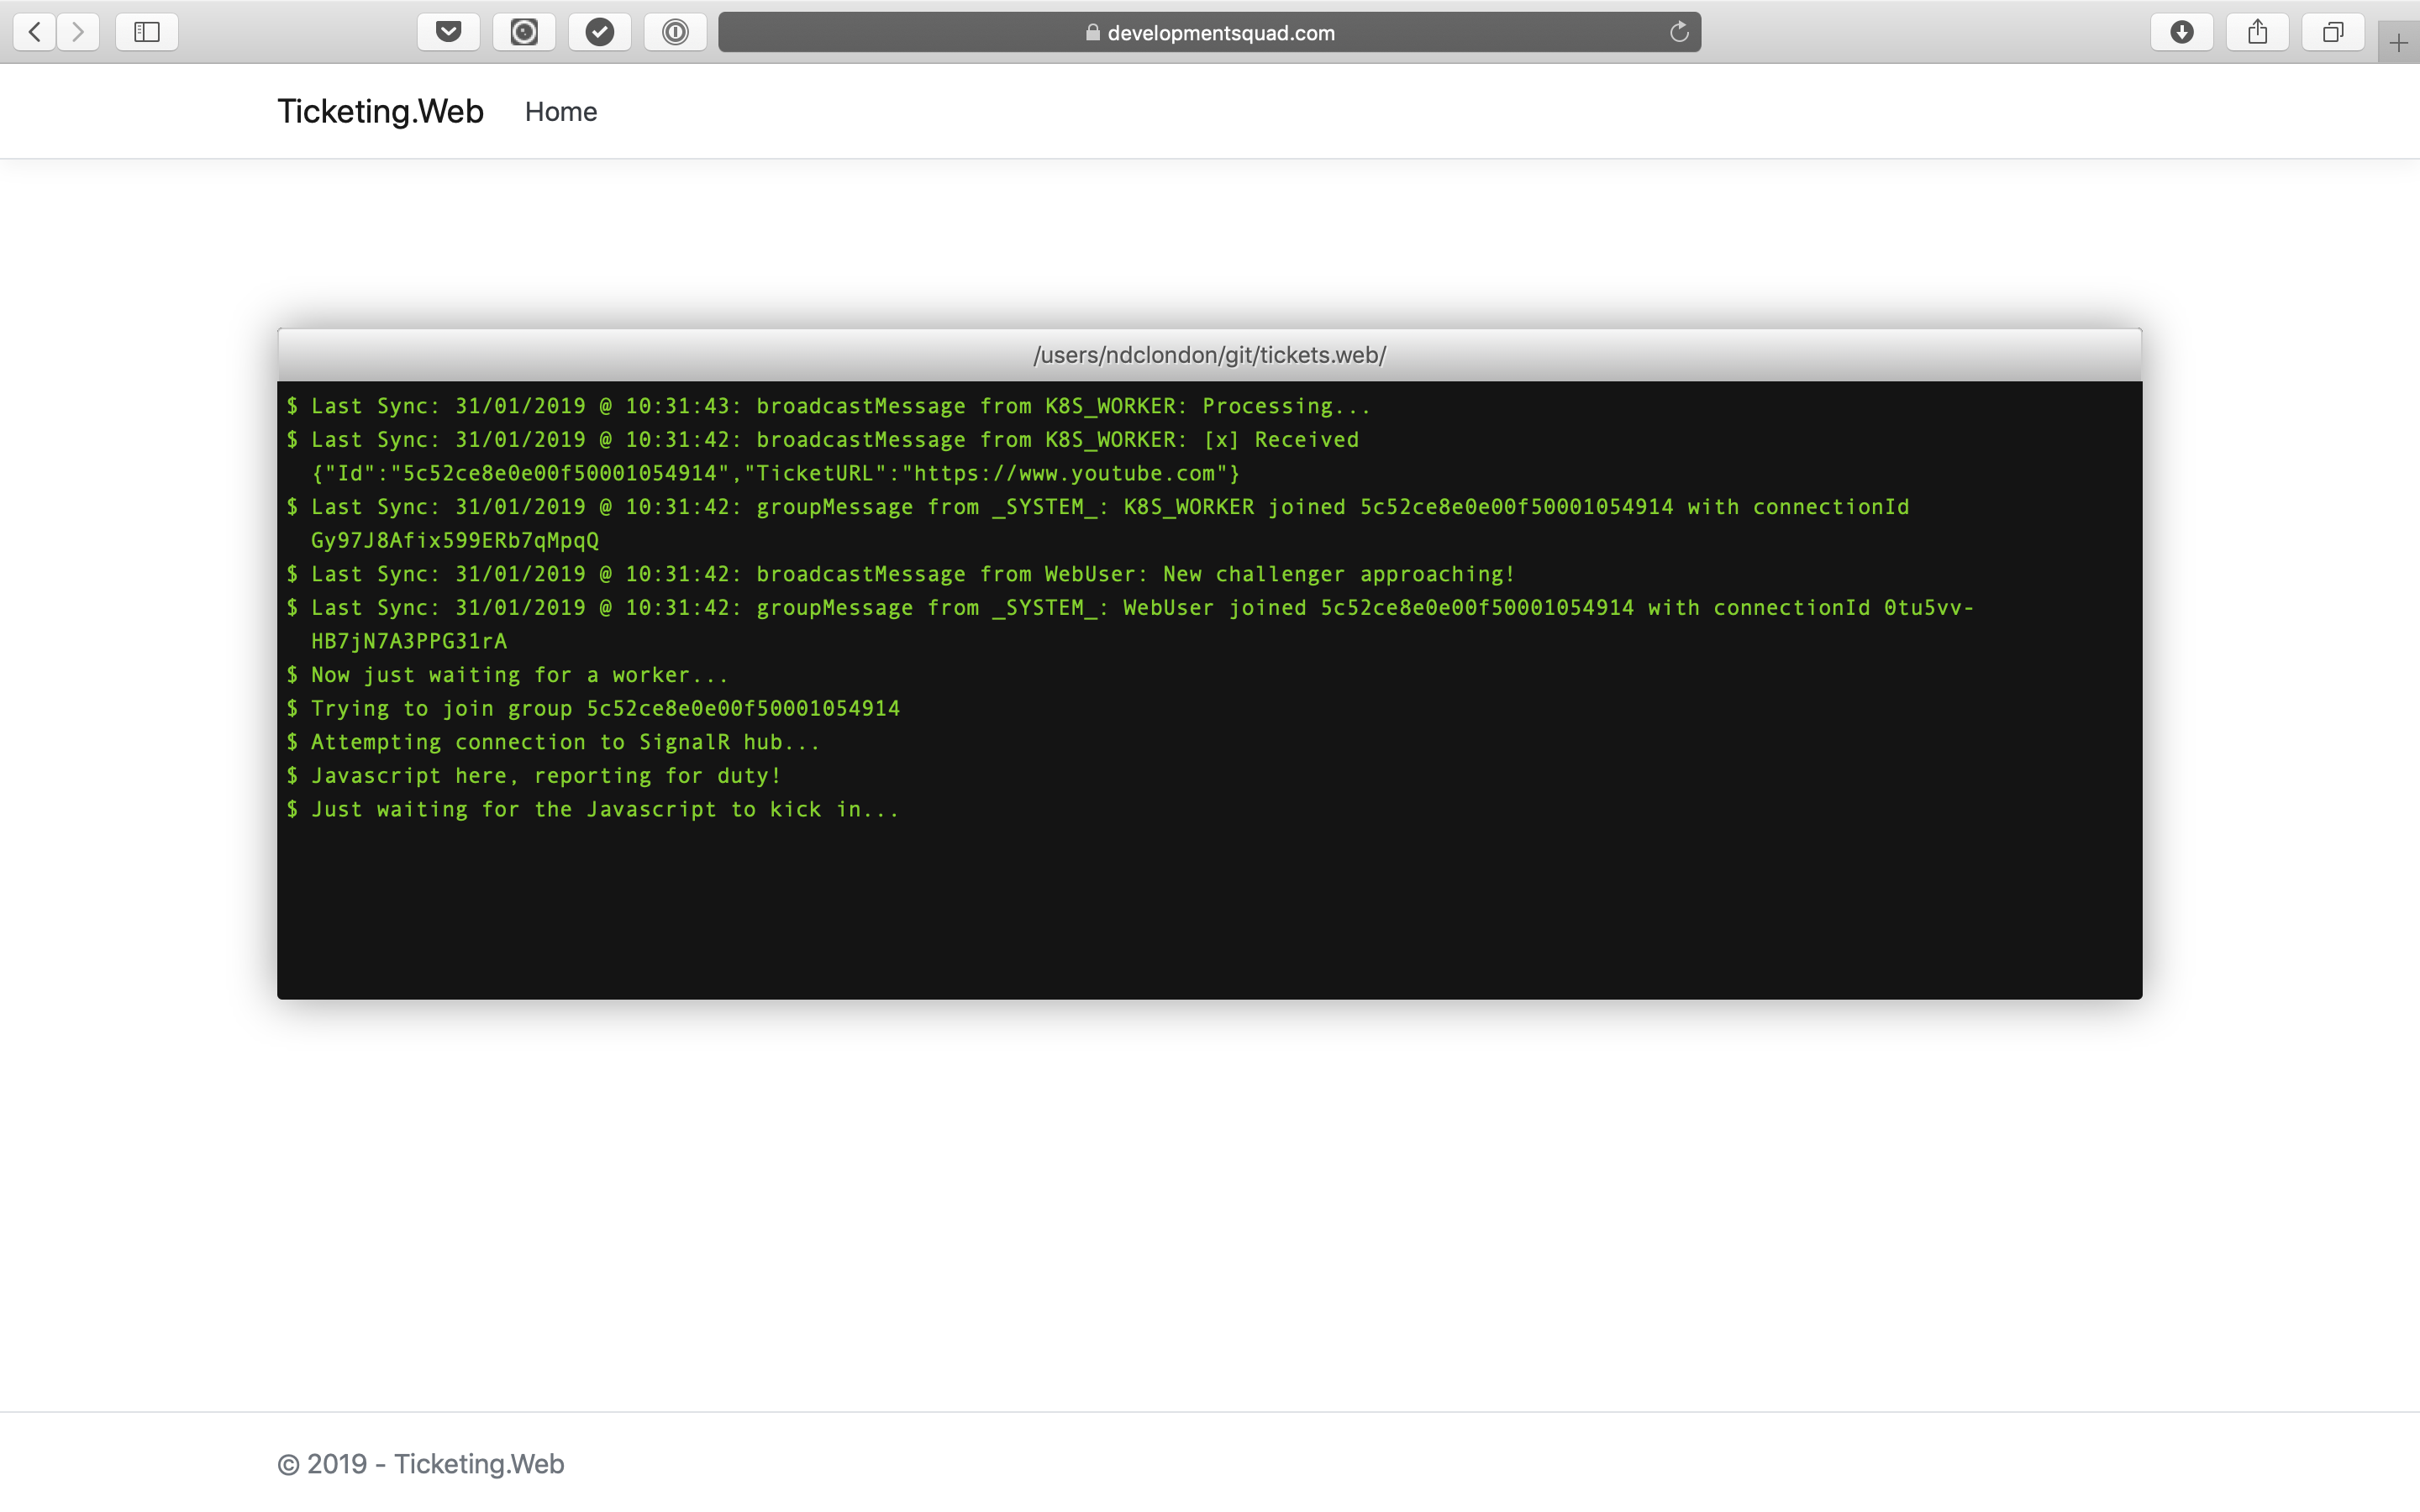 developmentsquad.com
Ticketing.Web Home
/users/ndclondon/git/tickets.web/
$ Last Sync: 31/01/2019 @ 10:31:43: broadcastMessage from K8S_WORKER: Processing...
$ Last Sync: 31/01/2019 @ 10:31:42: broadcastMessage from K8S_WORKER: [x] Received
{"Id":"5c52ce8e0e00f50001054914","TicketURL":"https://www.youtube.com"}
$ Last Sync: 31/01/2019 @ 10:31:42: groupMessage from _SYSTEM_: K8S_WORKER joined 5c52ce8e0e00f50001054914 with connectionId
Gy97J8Afix599ERb7qMpqQ
$ Last Sync: 31/01/2019 @ 10:31:42: broadcastMessage from WebUser: New challenger approaching!
$ Last Sync: 31/01/2019 @ 10:31:42: groupMessage from _SYSTEM_: WebUser joined 5c52ce8e0e00f50001054914 with connectionId 0tu5vv-
HB7jN7A3PPG31rA
$ Now just waiting for a worker...
$ Trying to join group 5c52ce8e0e00f50001054914
$ Attempting connection to SignalR hub...
$ Javascript here, reporting for duty!
$ Just waiting for the Javascript to kick in...
© 2019 - Ticketing.Web